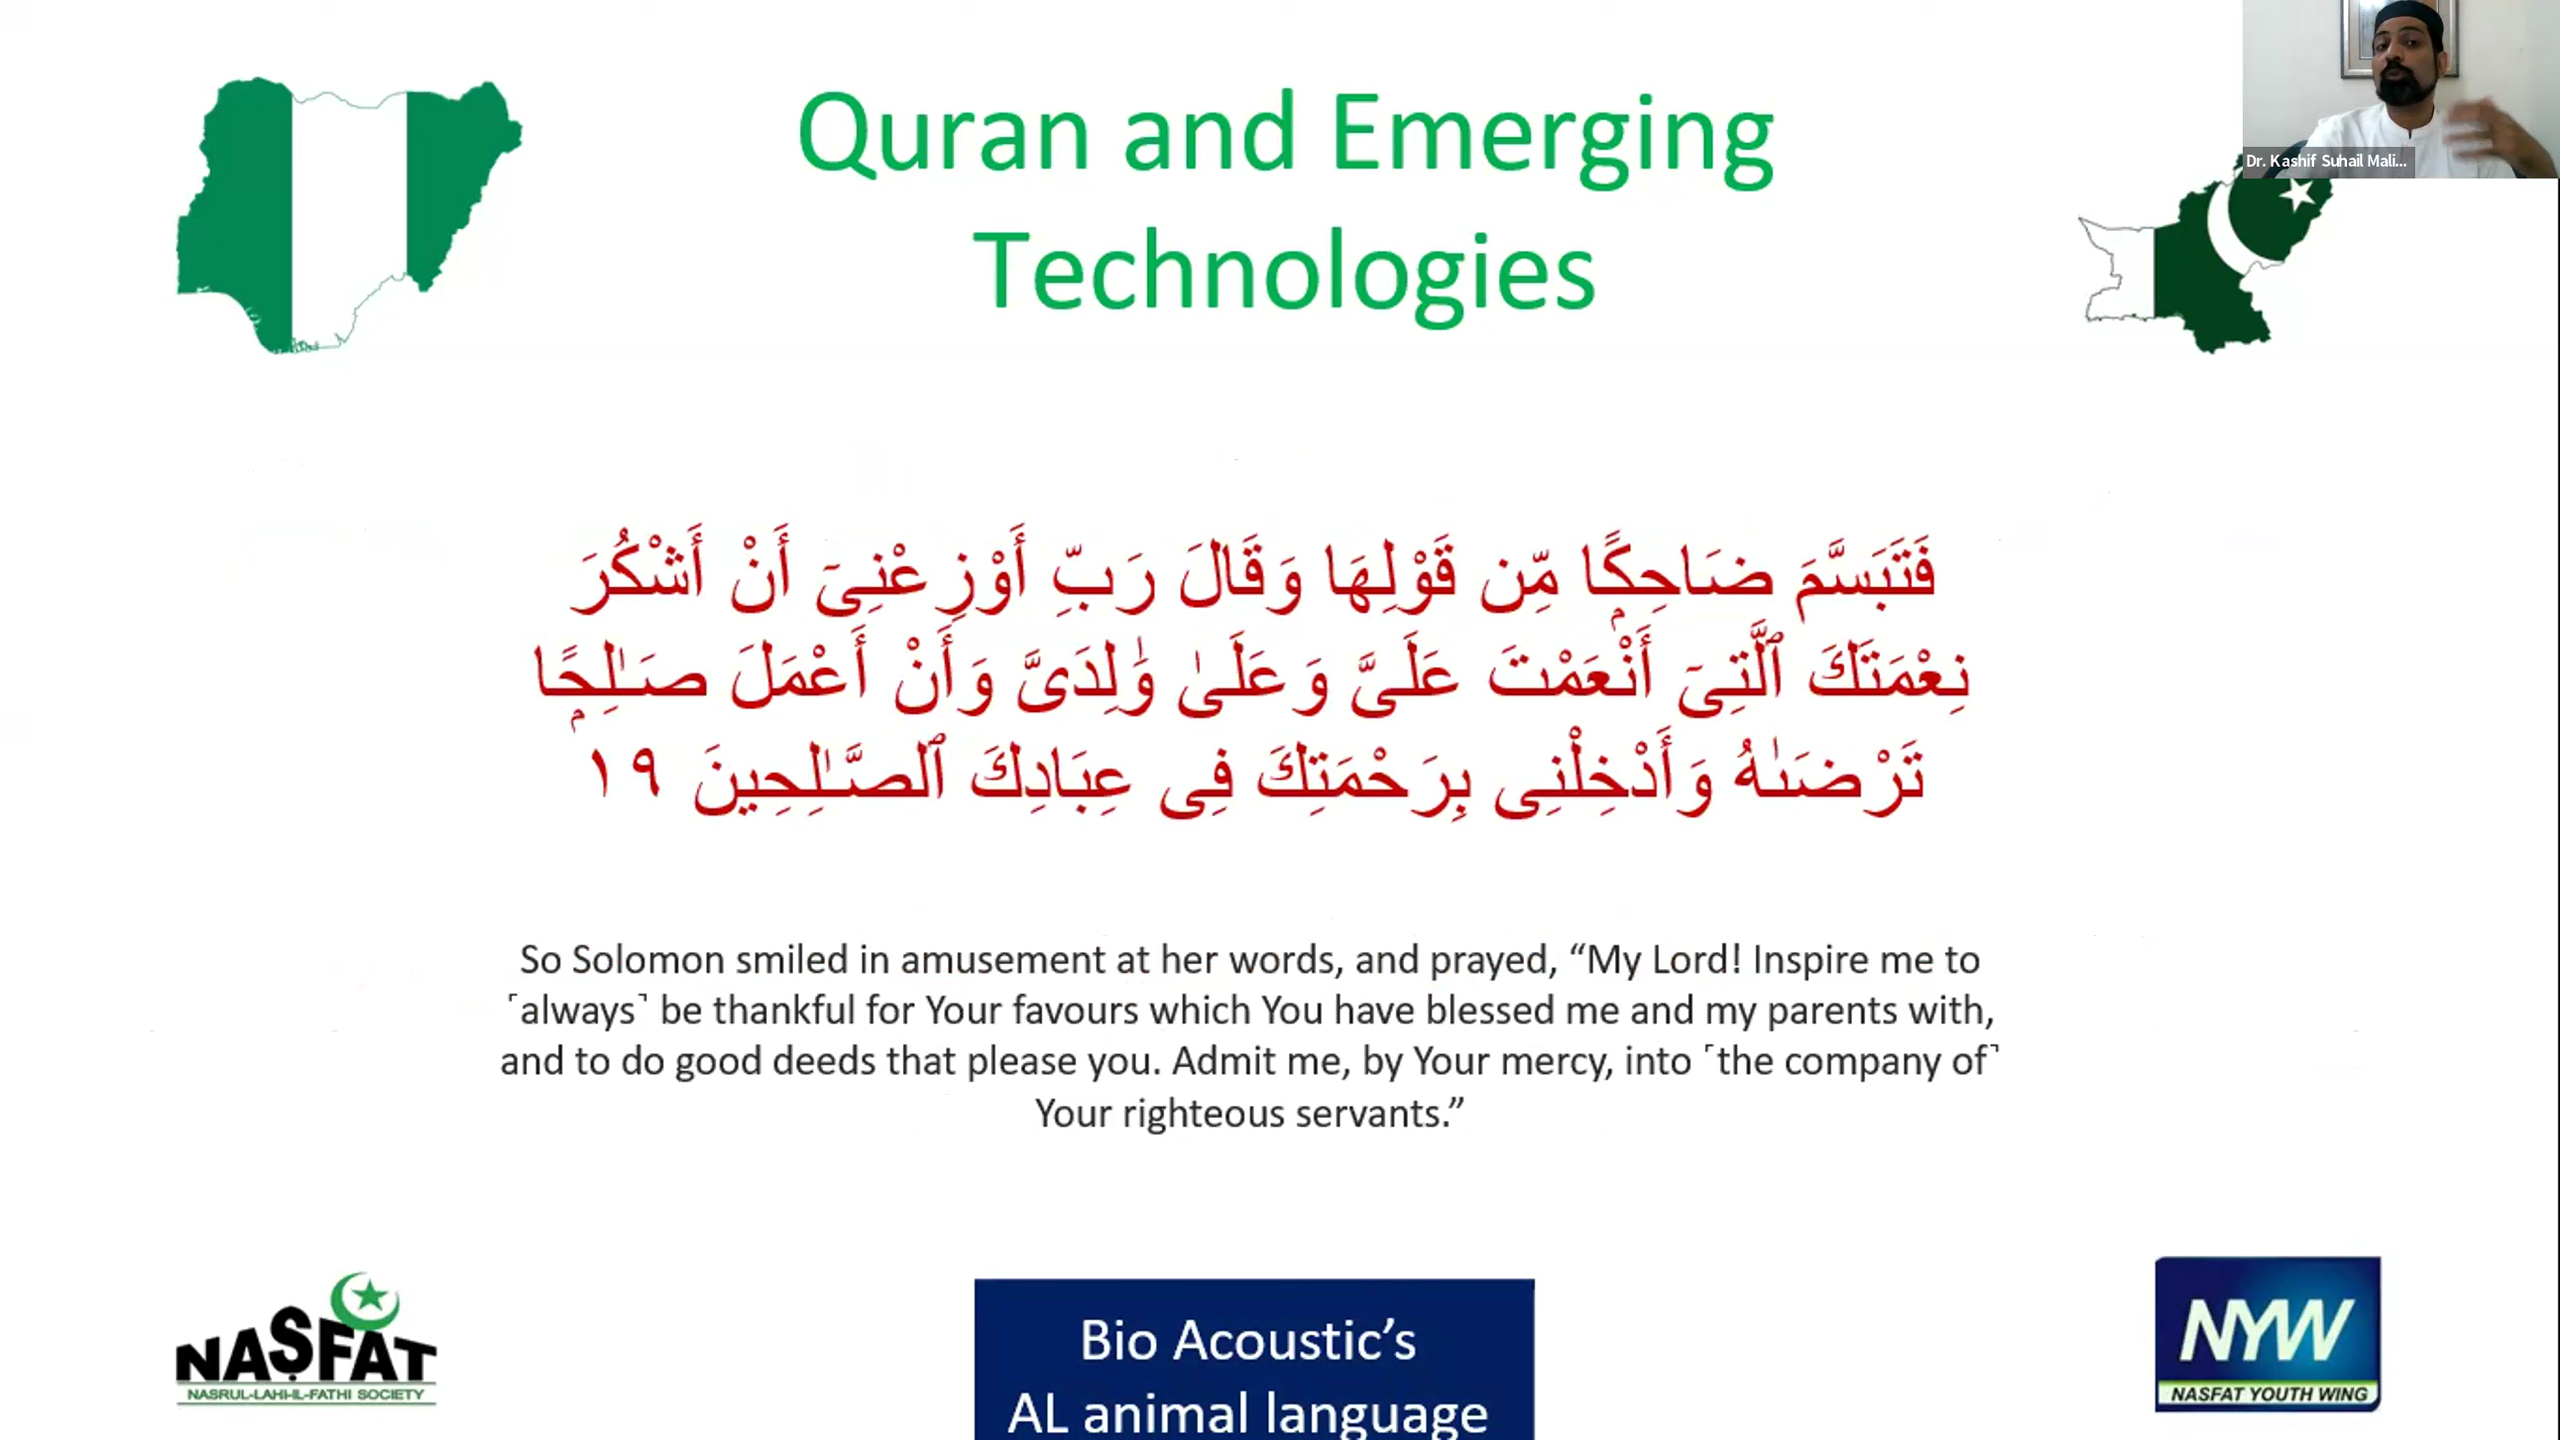 Quran and Emerging
Technologies
Dr. Kashif Suhail Mali...
فَتَبَسَّمَ ضَاحِكًۭا مِّن قَوْلِهَا وَقَالَ رَبِّ أَوْزِعْنِىٓ أَنْ أَشْكُرَ
نِعْمَتَكَ ٱلَّتِىٓ أَنْعَمْتَ عَلَىَّ وَعَلَىٰ وَٰلِدَىَّ وَأَنْ أَعْمَلَ صَـٰلِحًۭا
تَرْضَىٰهُ وَأَدْخِلْنِى بِرَحْمَتِكَ فِى عِبَادِكَ ٱلصَّـٰلِحِينَ ١٩
So Solomon smiled in amusement at her words, and prayed, “My Lord! Inspire me to
˹always˺ be thankful for Your favours which You have blessed me and my parents with,
and to do good deeds that please you. Admit me, by Your mercy, into ˹the company of˺
Your righteous servants.”
NAṢFAT
NASRUL-LAHI-IL-FATHI SOCIETY
Bio Acoustic’s
AL animal language
NYW
NASFAT YOUTH WING